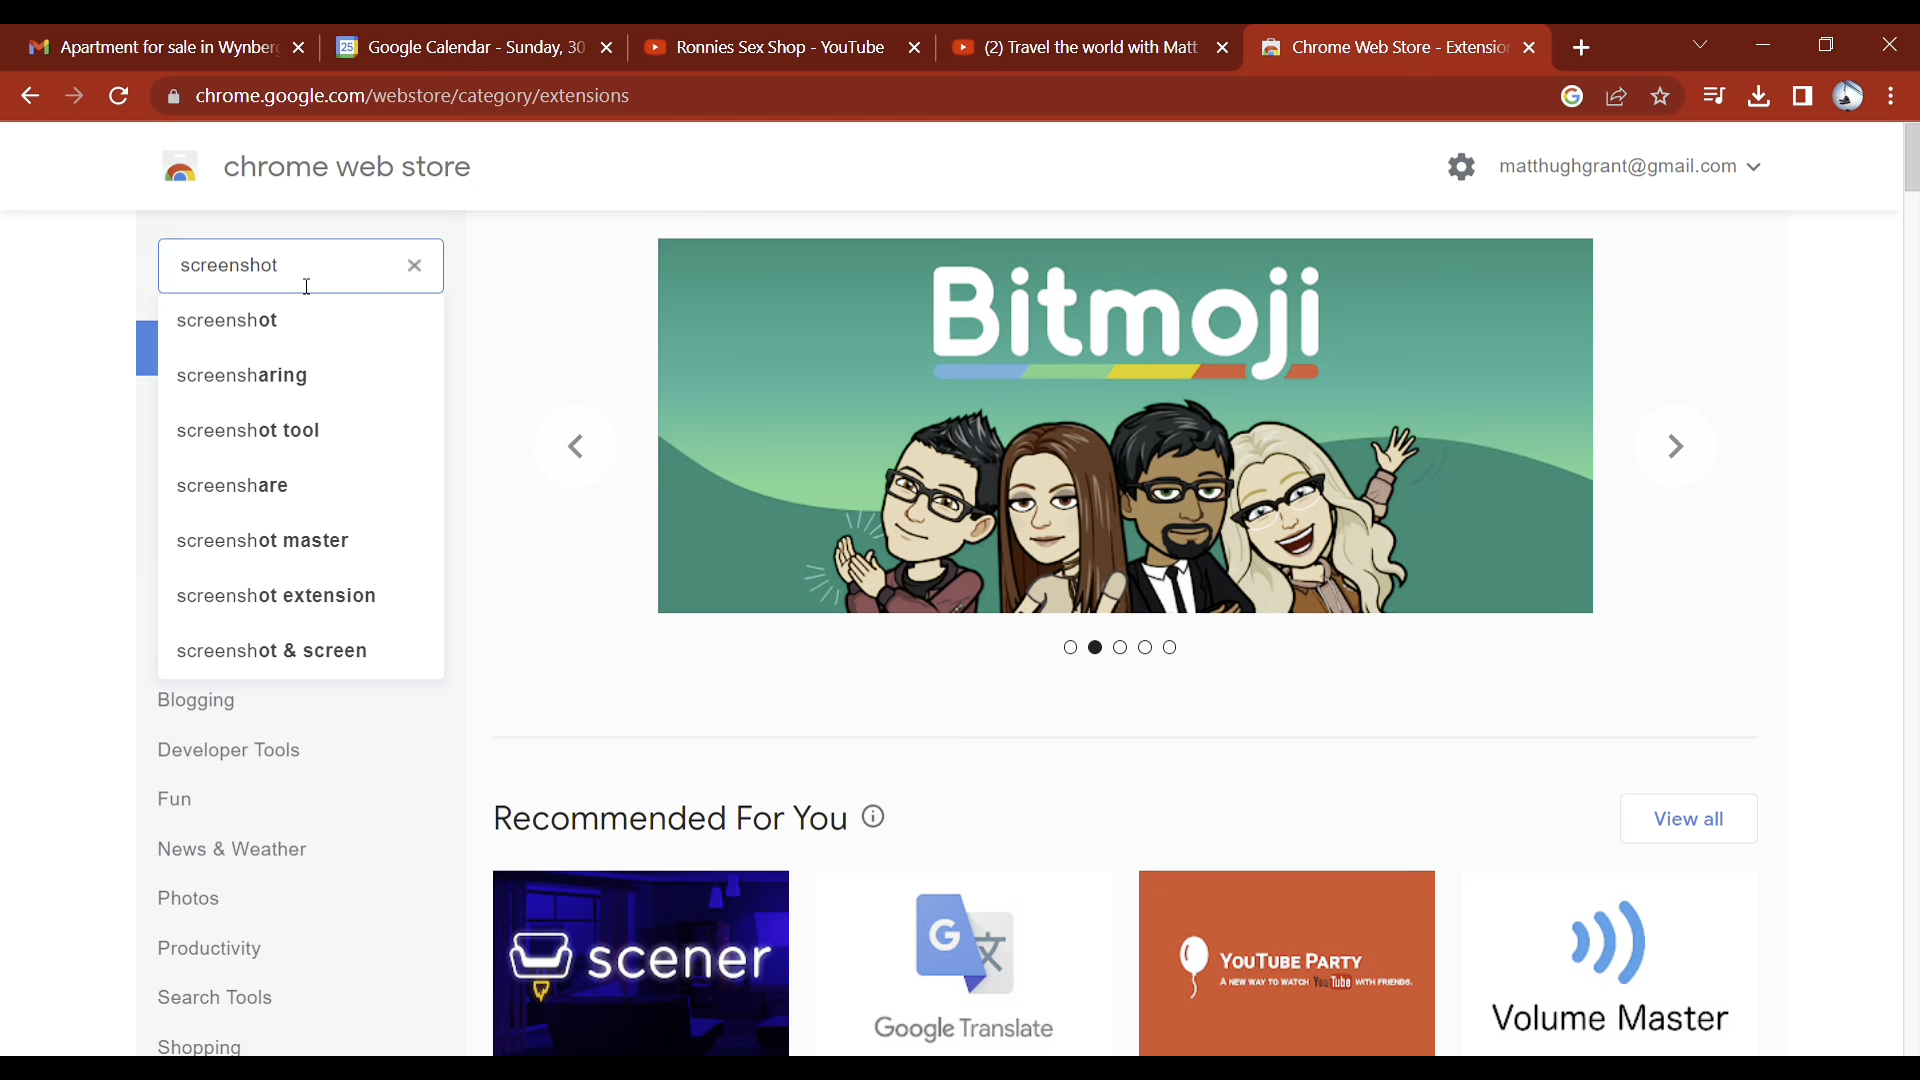 Apartment for sale in Wynber
Google Calendar - Sunday, 30
Ronnies Sex Shop - YouTube
(2) Travel the world with Matt
Chrome Web Store - Extensio
chrome.google.com/webstore/category/extensions
chrome web store
matthughgrant@gmail.com
screenshot
screenshot
screensharing
screenshot tool
screenshare
screenshot master
screenshot extension
screenshot & screen
Blogging
Developer Tools
Fun
News & Weather
Photos
Productivity
Search Tools
Shopping
Bitmoji
Recommended For You
View all
scener
Google Translate
YouTube Party
A NEW WAY TO WATCH YouTube WITH FRIENDS.
Volume Master